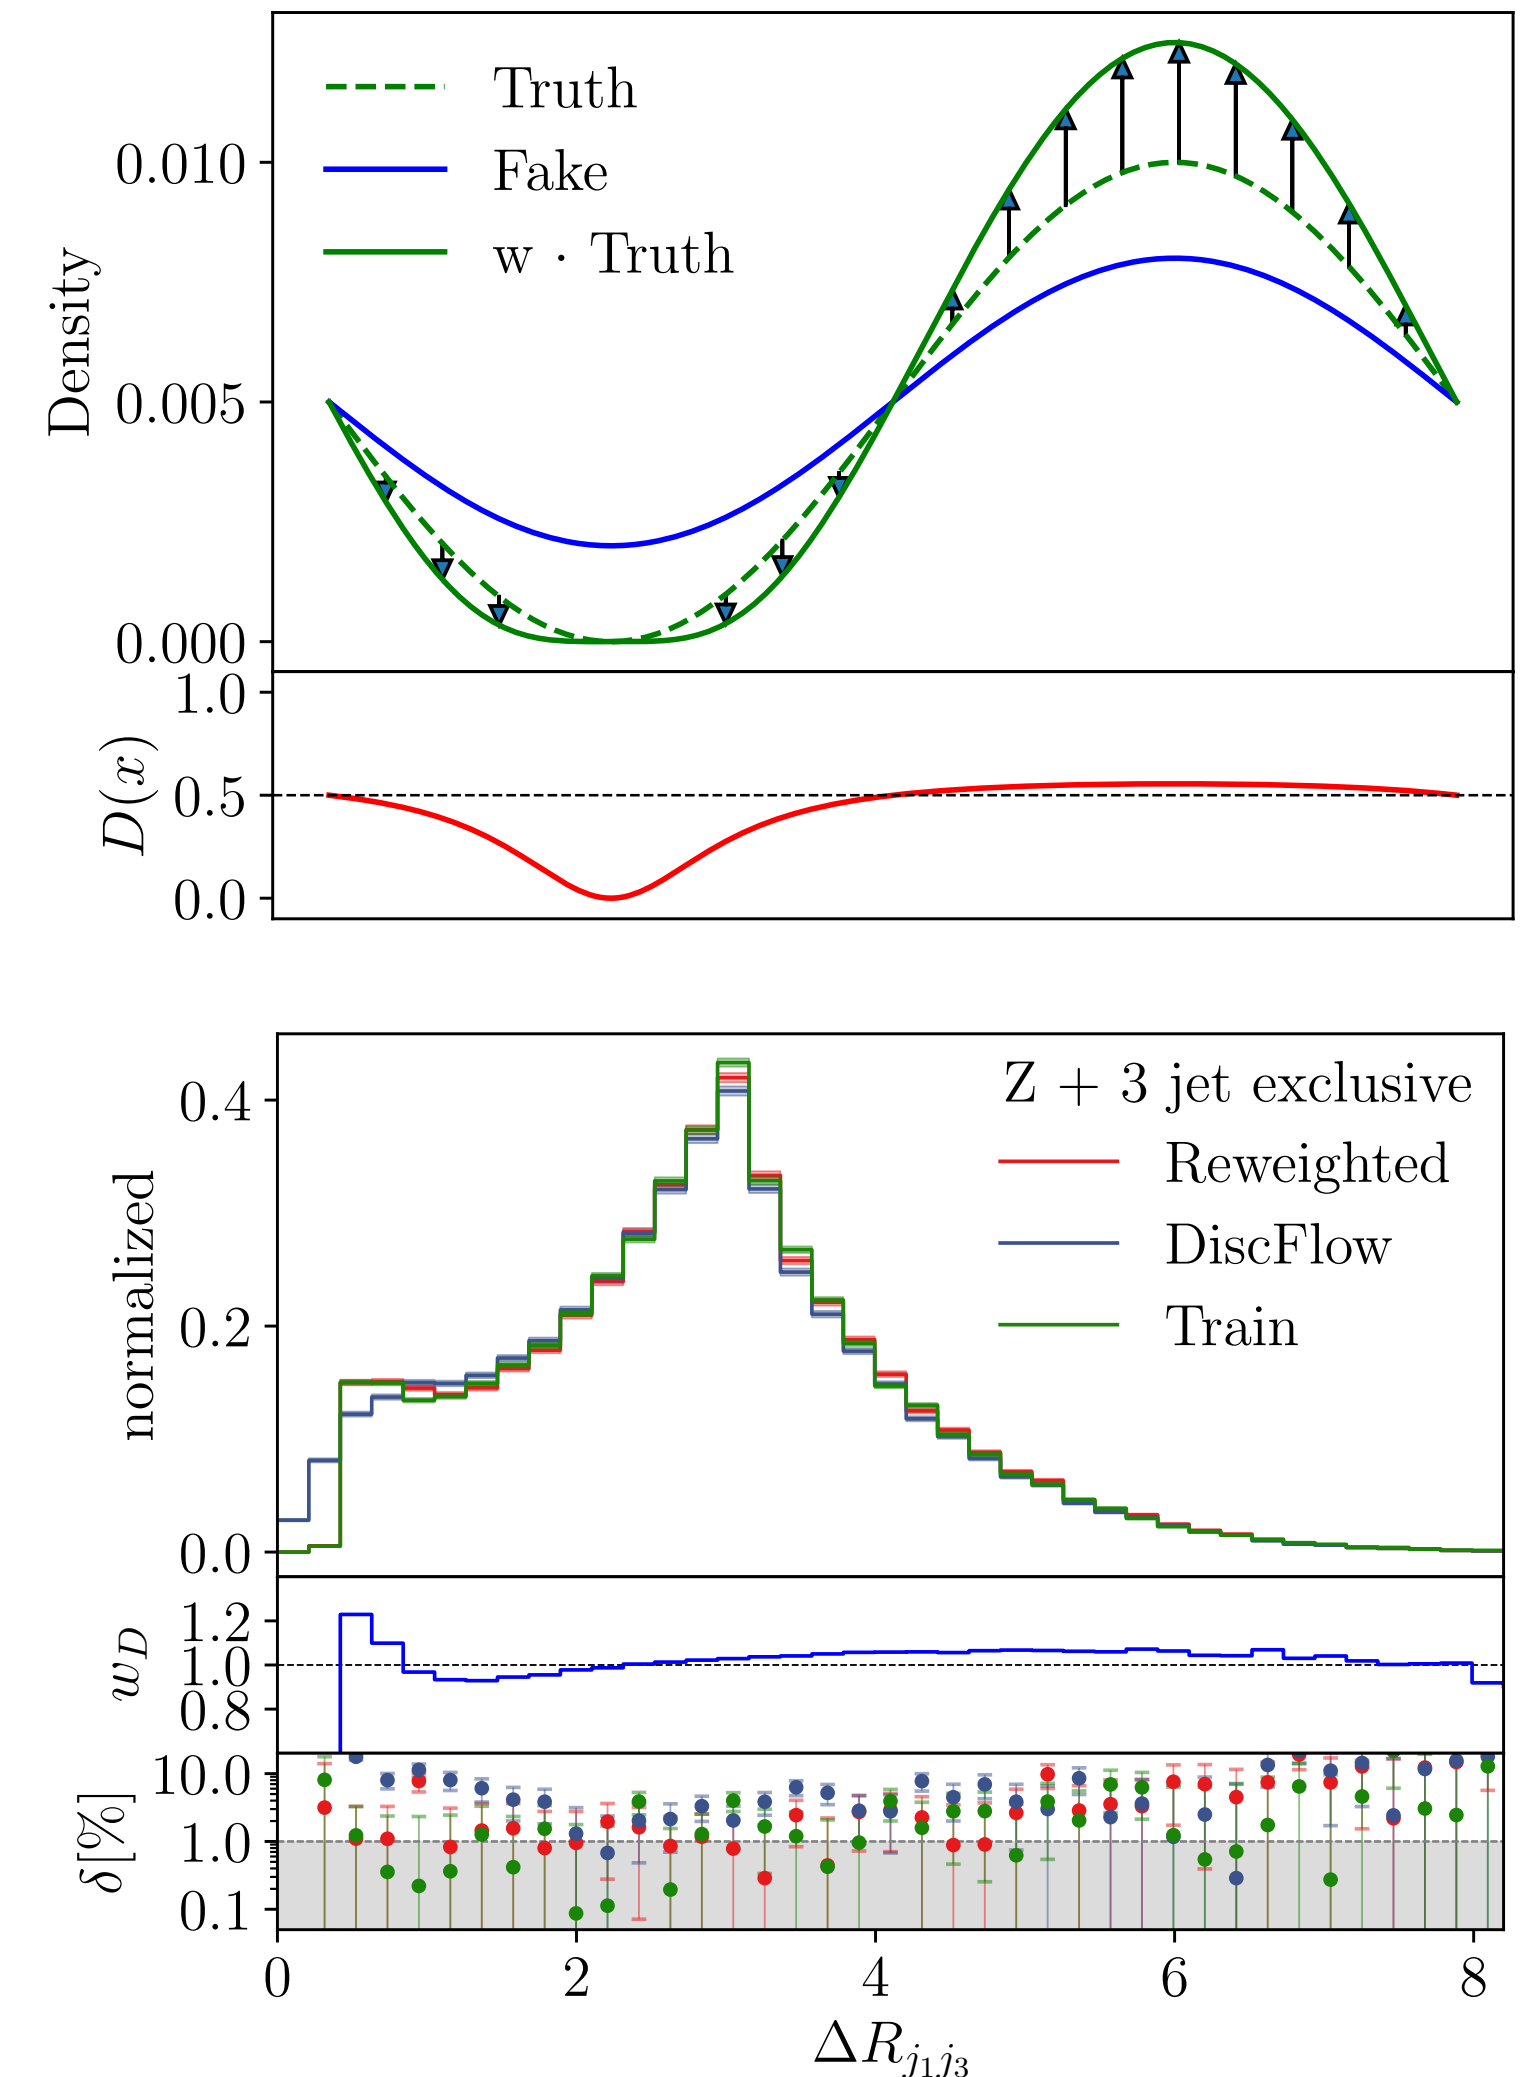 Truth
Fake
w · Truth
Density
0.010
0.005
0.000
D(x)
1.0
0.5
0.0
Z + 3 jet exclusive
Reweighted
DiscFlow
Train
normalized
0.4
0.2
0.0
w_D
1.2
1.0
0.8
δ[%]
10.0
1.0
0.1
0 2 4 6 8
ΔR_{j_1j_3}